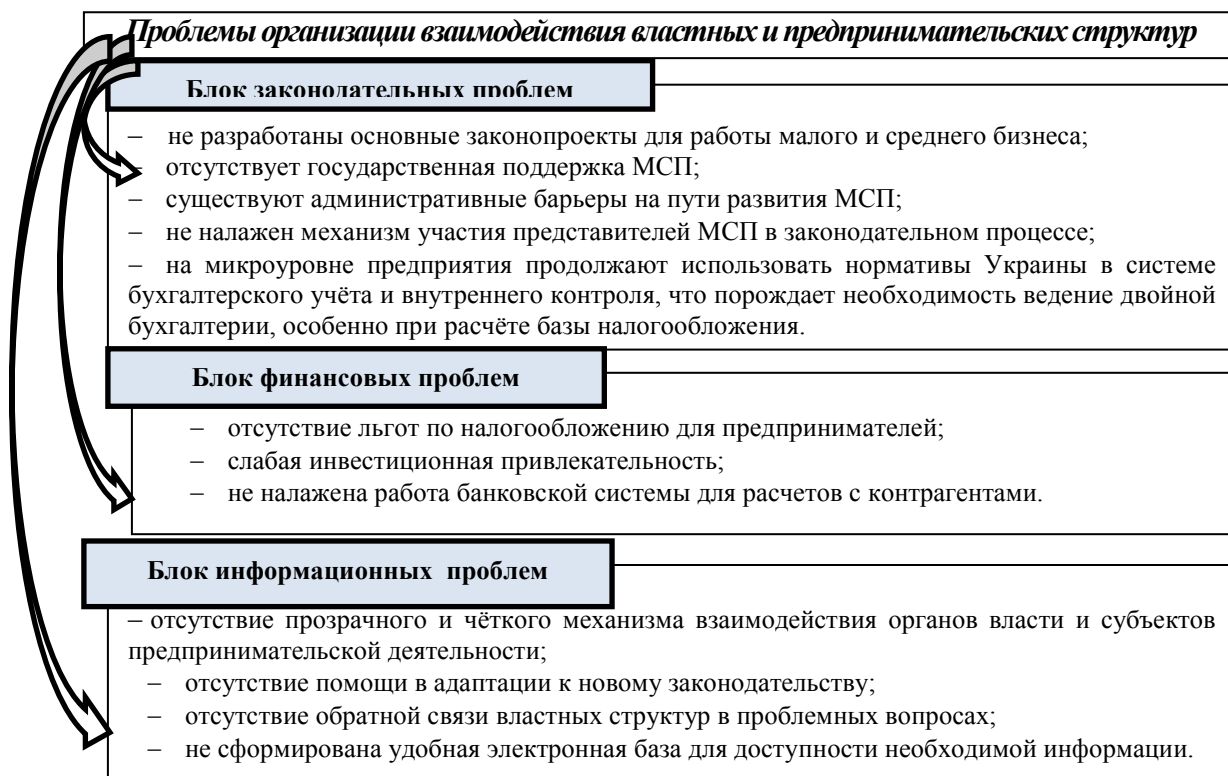 Проблемы организации взаимодействия властных и предпринимательских структур
Блок законодательных проблем
– не разработаны основные законопроекты для работы малого и среднего бизнеса;
– отсутствует государственная поддержка МСП;
– существуют административные барьеры на пути развития МСП;
– не налажен механизм участия представителей МСП в законодательном процессе;
– на микроуровне предприятия продолжают использовать нормативы Украины в системе
бухгалтерского учёта и внутреннего контроля, что порождает необходимость ведение двойной
бухгалтерии, особенно при расчёте базы налогообложения.
Блок финансовых проблем
– отсутствие льгот по налогообложению для предпринимателей;
– слабая инвестиционная привлекательность;
– не налажена работа банковской системы для расчетов с контрагентами.
Блок информационных проблем
– отсутствие прозрачного и чёткого механизма взаимодействия органов власти и субъектов
предпринимательской деятельности;
– отсутствие помощи в адаптации к новому законодательству;
– отсутствие обратной связи властных структур в проблемных вопросах;
– не сформирована удобная электронная база для доступности необходимой информации.